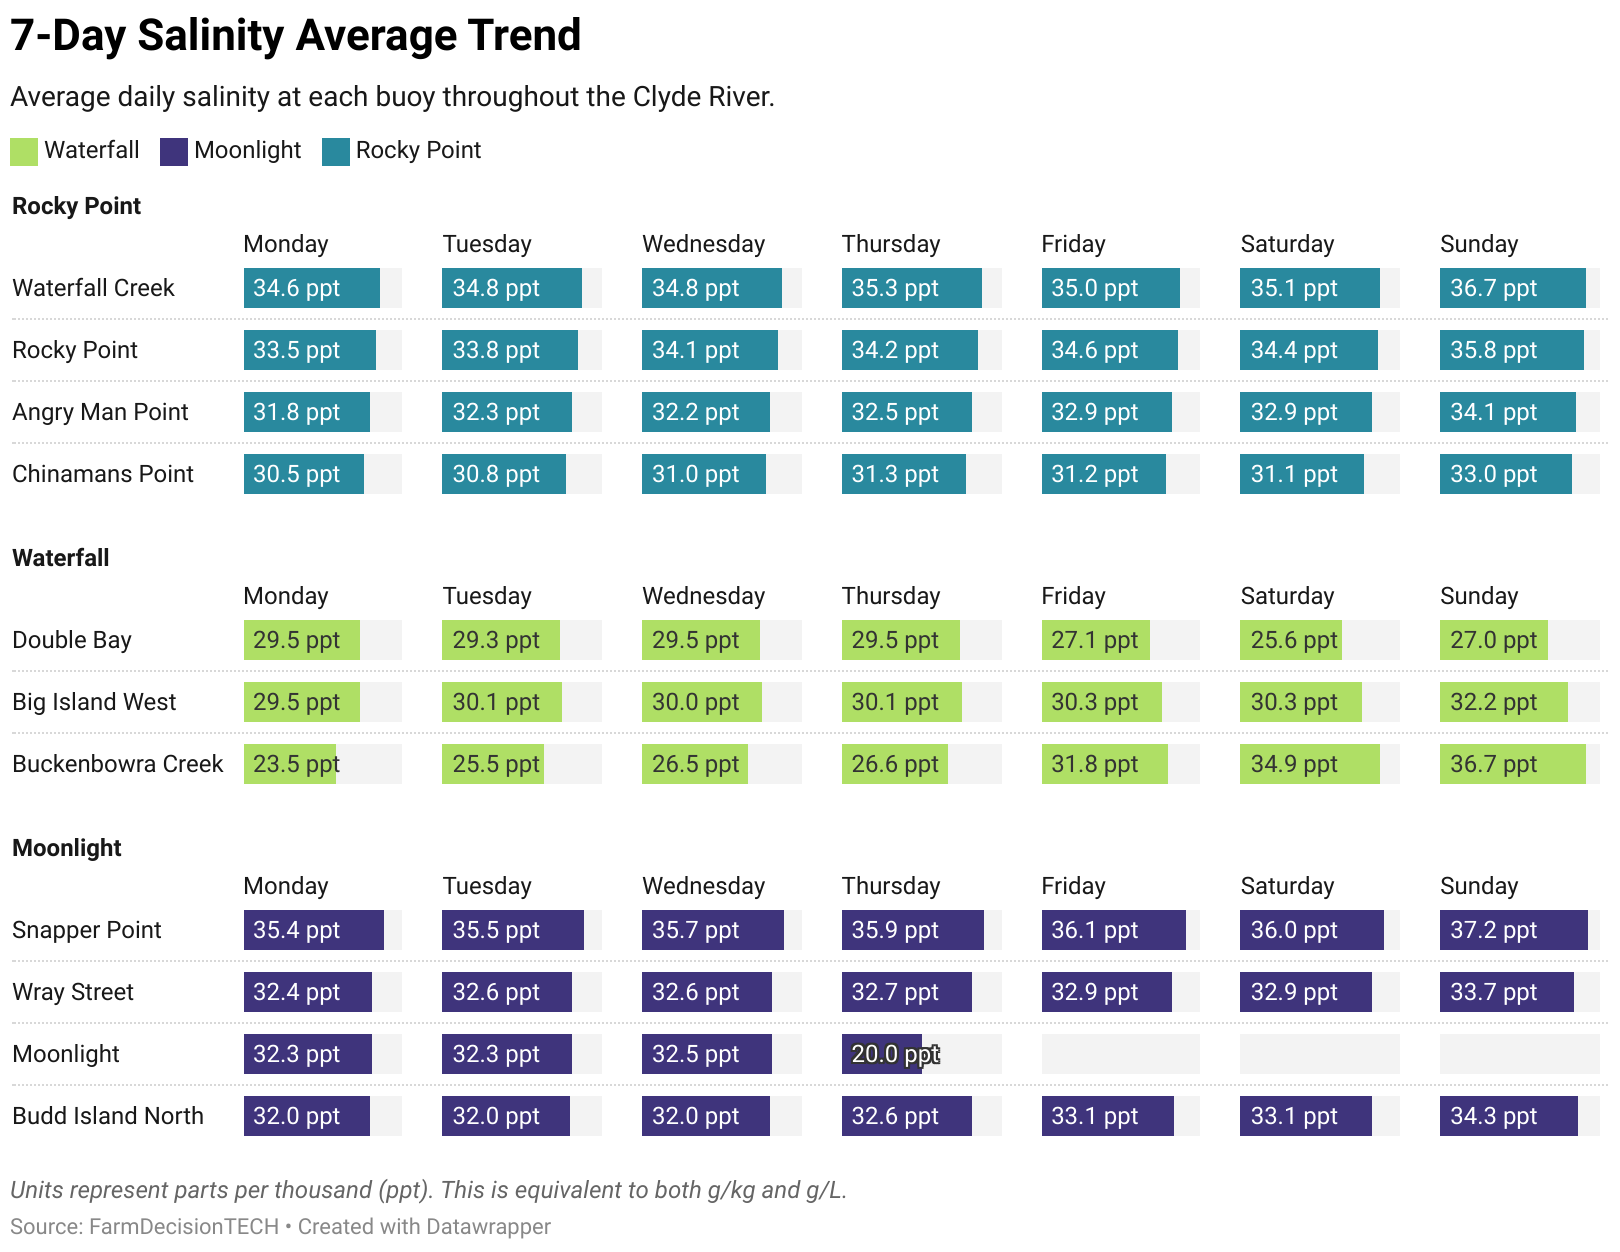 7-Day Salinity Average Trend
Average daily salinity at each buoy throughout the Clyde River.
Waterfall Moonlight Rocky Point
Rocky Point
Monday Tuesday Wednesday Thursday Friday Saturday Sunday
Waterfall Creek 34.6 ppt 34.8 ppt 34.8 ppt 35.3 ppt 35.0 ppt 35.1 ppt 36.7 ppt
Rocky Point 33.5 ppt 33.8 ppt 34.1 ppt 34.2 ppt 34.6 ppt 34.4 ppt 35.8 ppt
Angry Man Point 31.8 ppt 32.3 ppt 32.2 ppt 32.5 ppt 32.9 ppt 32.9 ppt 34.1 ppt
Chinamans Point 30.5 ppt 30.8 ppt 31.0 ppt 31.3 ppt 31.2 ppt 31.1 ppt 33.0 ppt
Waterfall
Monday Tuesday Wednesday Thursday Friday Saturday Sunday
Double Bay 29.5 ppt 29.3 ppt 29.5 ppt 29.5 ppt 27.1 ppt 25.6 ppt 27.0 ppt
Big Island West 29.5 ppt 30.1 ppt 30.0 ppt 30.1 ppt 30.3 ppt 30.3 ppt 32.2 ppt
Buckenbowra Creek 23.5 ppt 25.5 ppt 26.5 ppt 26.6 ppt 31.8 ppt 34.9 ppt 36.7 ppt
Moonlight
Monday Tuesday Wednesday Thursday Friday Saturday Sunday
Snapper Point 35.4 ppt 35.5 ppt 35.7 ppt 35.9 ppt 36.1 ppt 36.0 ppt 37.2 ppt
Wray Street 32.4 ppt 32.6 ppt 32.6 ppt 32.7 ppt 32.9 ppt 32.9 ppt 33.7 ppt
Moonlight 32.3 ppt 32.3 ppt 32.5 ppt 20.0 ppt
Budd Island North 32.0 ppt 32.0 ppt 32.0 ppt 32.6 ppt 33.1 ppt 33.1 ppt 34.3 ppt
Units represent parts per thousand (ppt). This is equivalent to both g/kg and g/L.
Source: FarmDecisionTECH • Created with Datawrapper